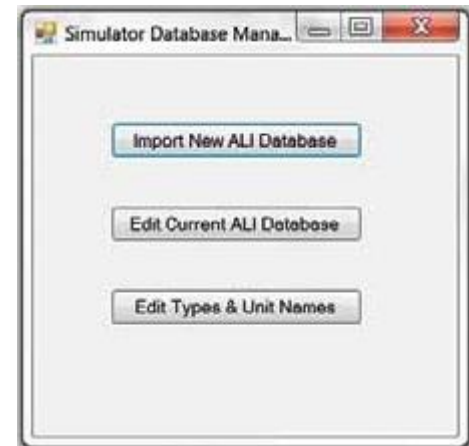 Simulator Database Mana...
Import New ALI Database
Edit Current ALI Database
Edit Types & Unit Names